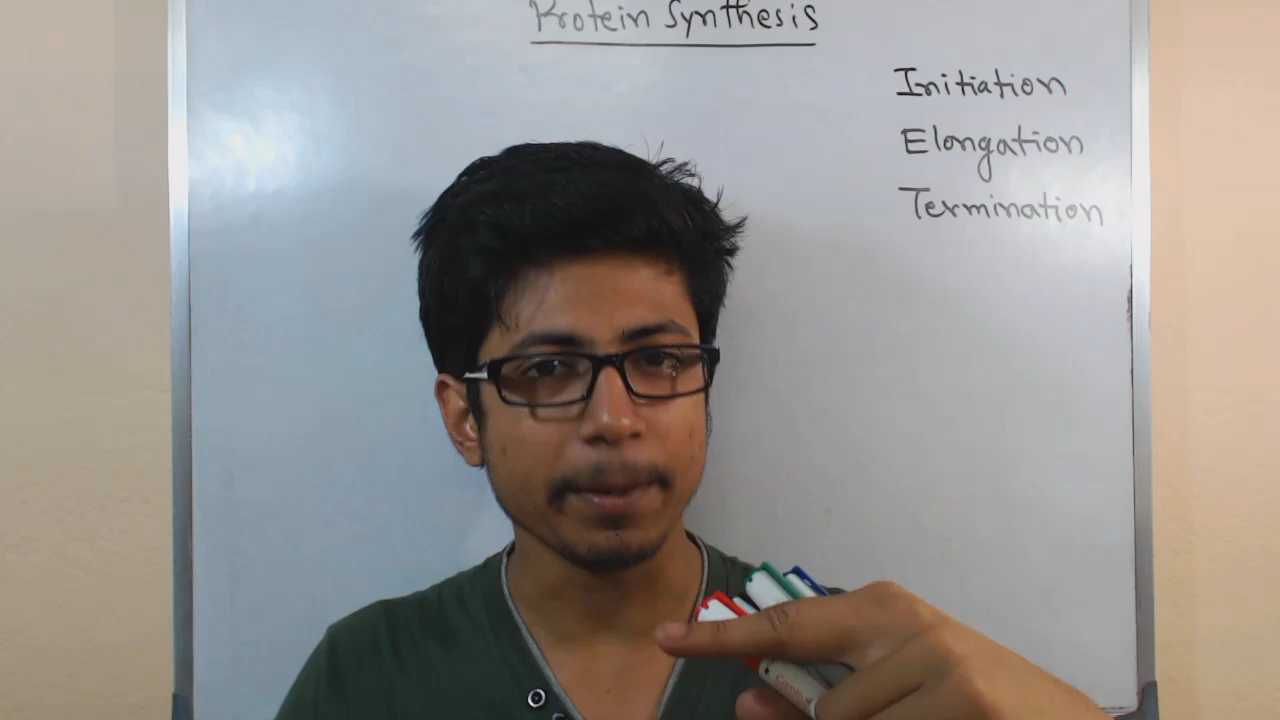 Protein Synthesis
Initiation
Elongation
Termination